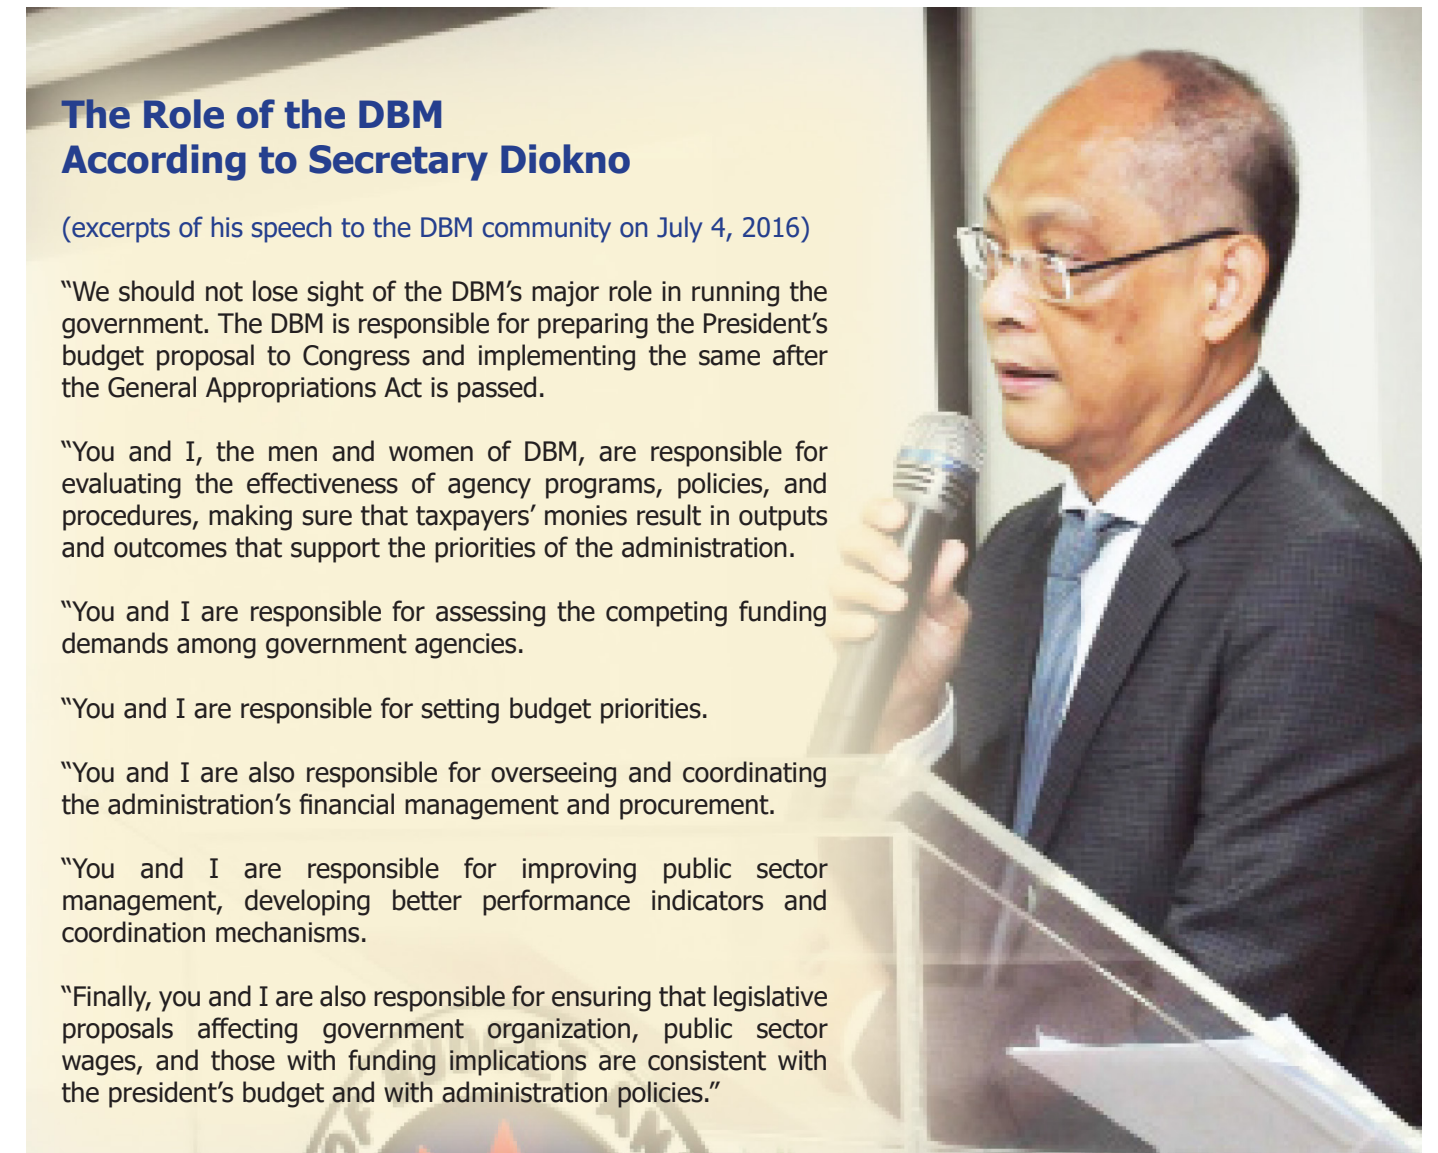 The Role of the DBM
According to Secretary Diokno
(excerpts of his speech to the DBM community on July 4, 2016)
“We should not lose sight of the DBM’s major role in running the
government. The DBM is responsible for preparing the President’s
budget proposal to Congress and implementing the same after
the General Appropriations Act is passed.
“You and I, the men and women of DBM, are responsible for
evaluating the effectiveness of agency programs, policies, and
procedures, making sure that taxpayers’ monies result in outputs
and outcomes that support the priorities of the administration.
“You and I are responsible for assessing the competing funding
demands among government agencies.
“You and I are responsible for setting budget priorities.
“You and I are also responsible for overseeing and coordinating
the administration’s financial management and procurement.
“You and I are responsible for improving public sector
management, developing better performance indicators and
coordination mechanisms.
“Finally, you and I are also responsible for ensuring that legislative
proposals affecting government organization, public sector
wages, and those with funding implications are consistent with
the president’s budget and with administration policies.”
OF BUDGET AN